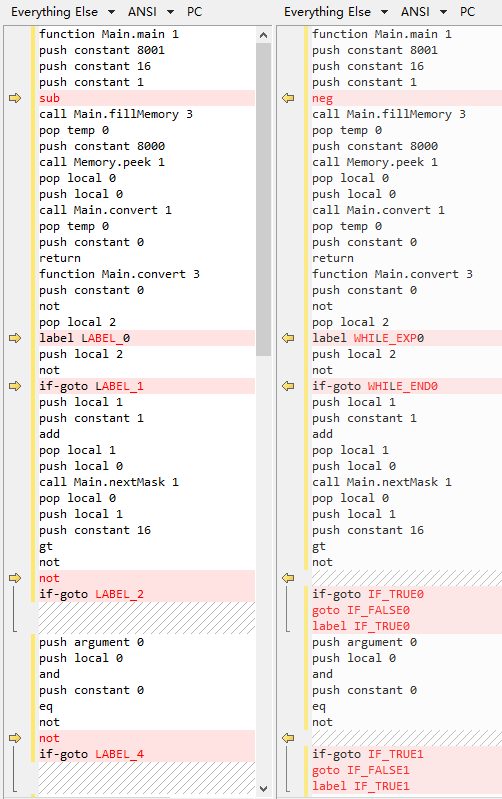 Everything Else ANSI PC
function Main.main 1
push constant 8001
push constant 16
push constant 1
sub
call Main.fillMemory 3
pop temp 0
push constant 8000
call Memory.peek 1
pop local 0
push local 0
call Main.convert 1
pop temp 0
push constant 0
return
function Main.convert 3
push constant 0
not
pop local 2
label LABEL_0
push local 2
not
if-goto LABEL_1
push local 1
push constant 1
add
pop local 1
push local 0
call Main.nextMask 1
pop local 0
push local 1
push constant 16
gt
not
not
if-goto LABEL_2
push argument 0
push local 0
and
push constant 0
eq
not
not
if-goto LABEL_4
Everything Else ANSI PC
function Main.main 1
push constant 8001
push constant 16
push constant 1
neg
call Main.fillMemory 3
pop temp 0
push constant 8000
call Memory.peek 1
pop local 0
push local 0
call Main.convert 1
pop temp 0
push constant 0
return
function Main.convert 3
push constant 0
not
pop local 2
label WHILE_EXP0
push local 2
not
if-goto WHILE_END0
push local 1
push constant 1
add
pop local 1
push local 0
call Main.nextMask 1
pop local 0
push local 1
push constant 16
gt
not
if-goto IF_TRUE0
goto IF_FALSE0
label IF_TRUE0
push argument 0
push local 0
and
push constant 0
eq
not
if-goto IF_TRUE1
goto IF_FALSE1
label IF_TRUE1